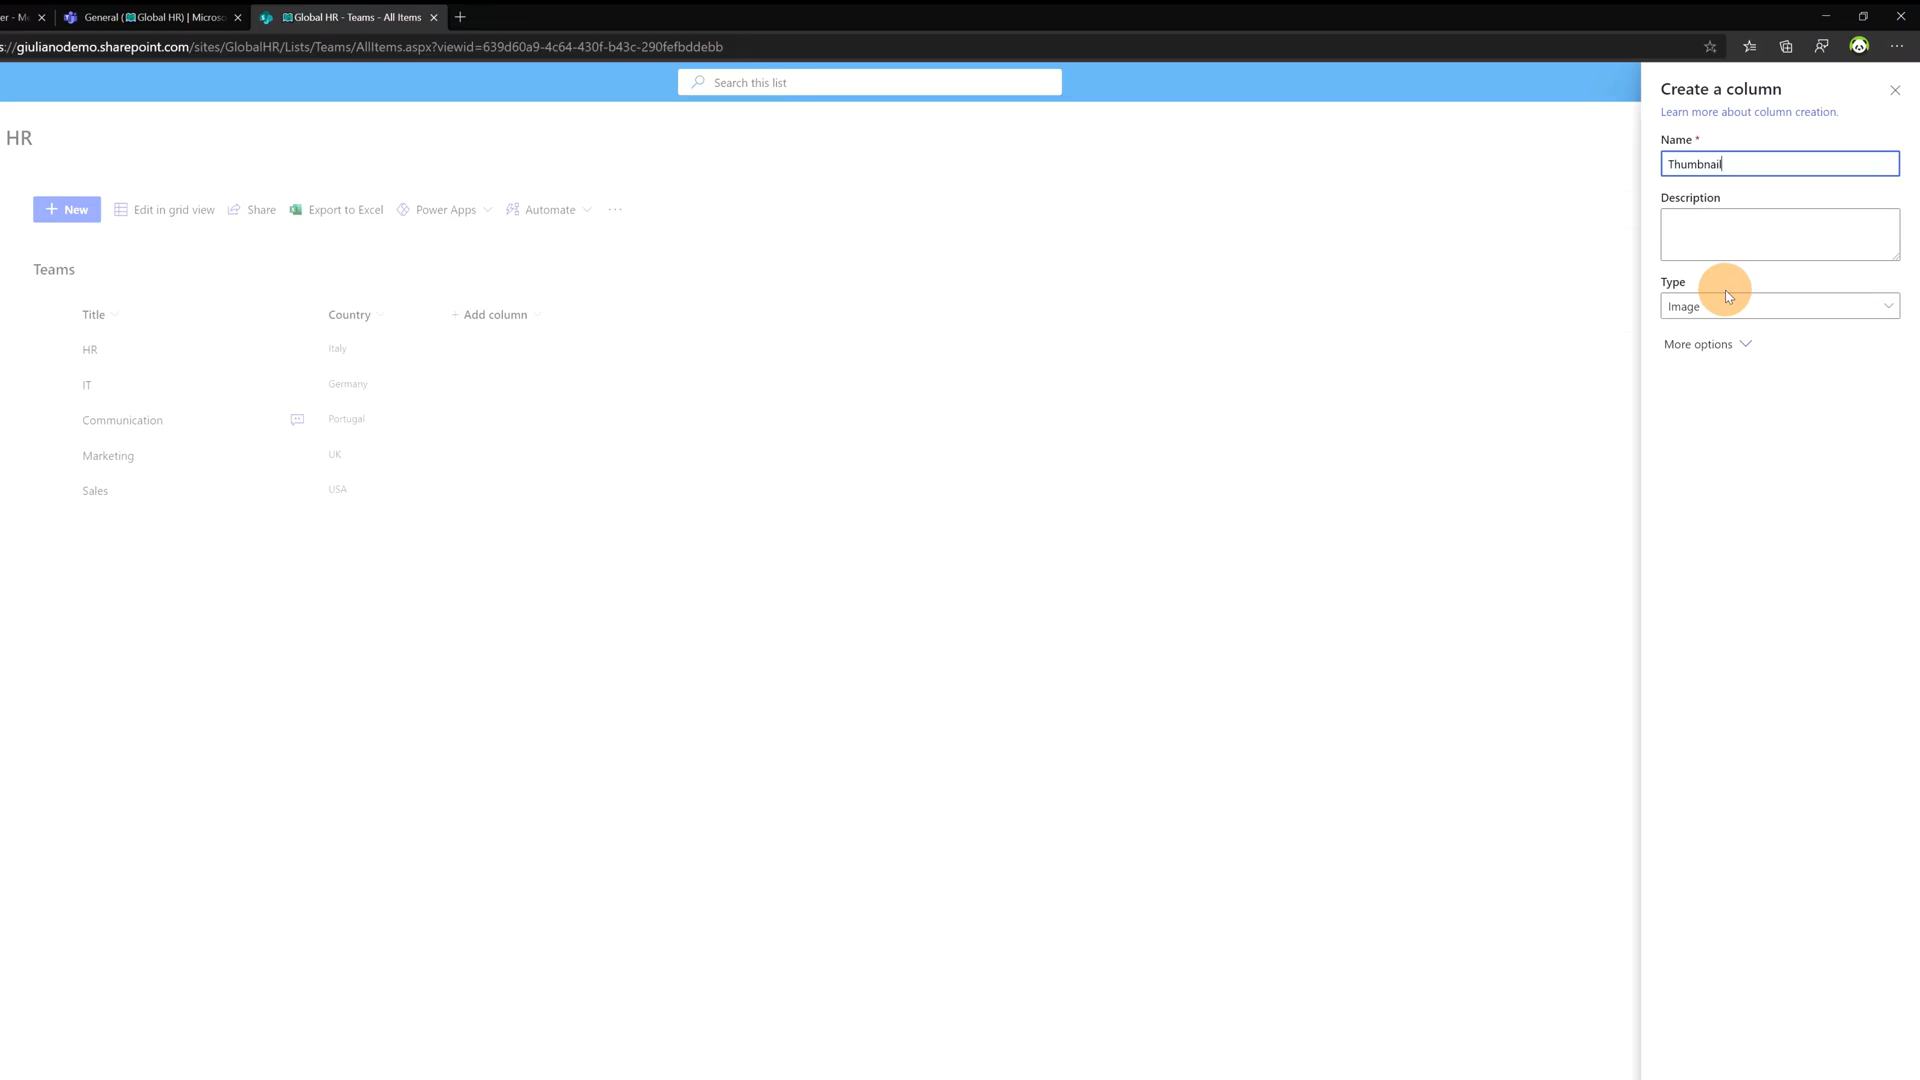 er - M
General (Global HR) | Microso
Global HR - Teams - All Items
s://giulianodemo.sharepoint.com/sites/GlobalHR/Lists/Teams/AllItems.aspx?viewid=639d60a9-4c64-430f-b43c-290fefbddebb
Search this list
HR
New
Edit in grid view
Share
Export to Excel
Power Apps
Automate
Teams
Title
Country
+ Add column
HR
Italy
IT
Germany
Communication
Portugal
Marketing
UK
Sales
USA
Create a column
Learn more about column creation.
Name *
Thumbnail
Description
Type
Image
More options